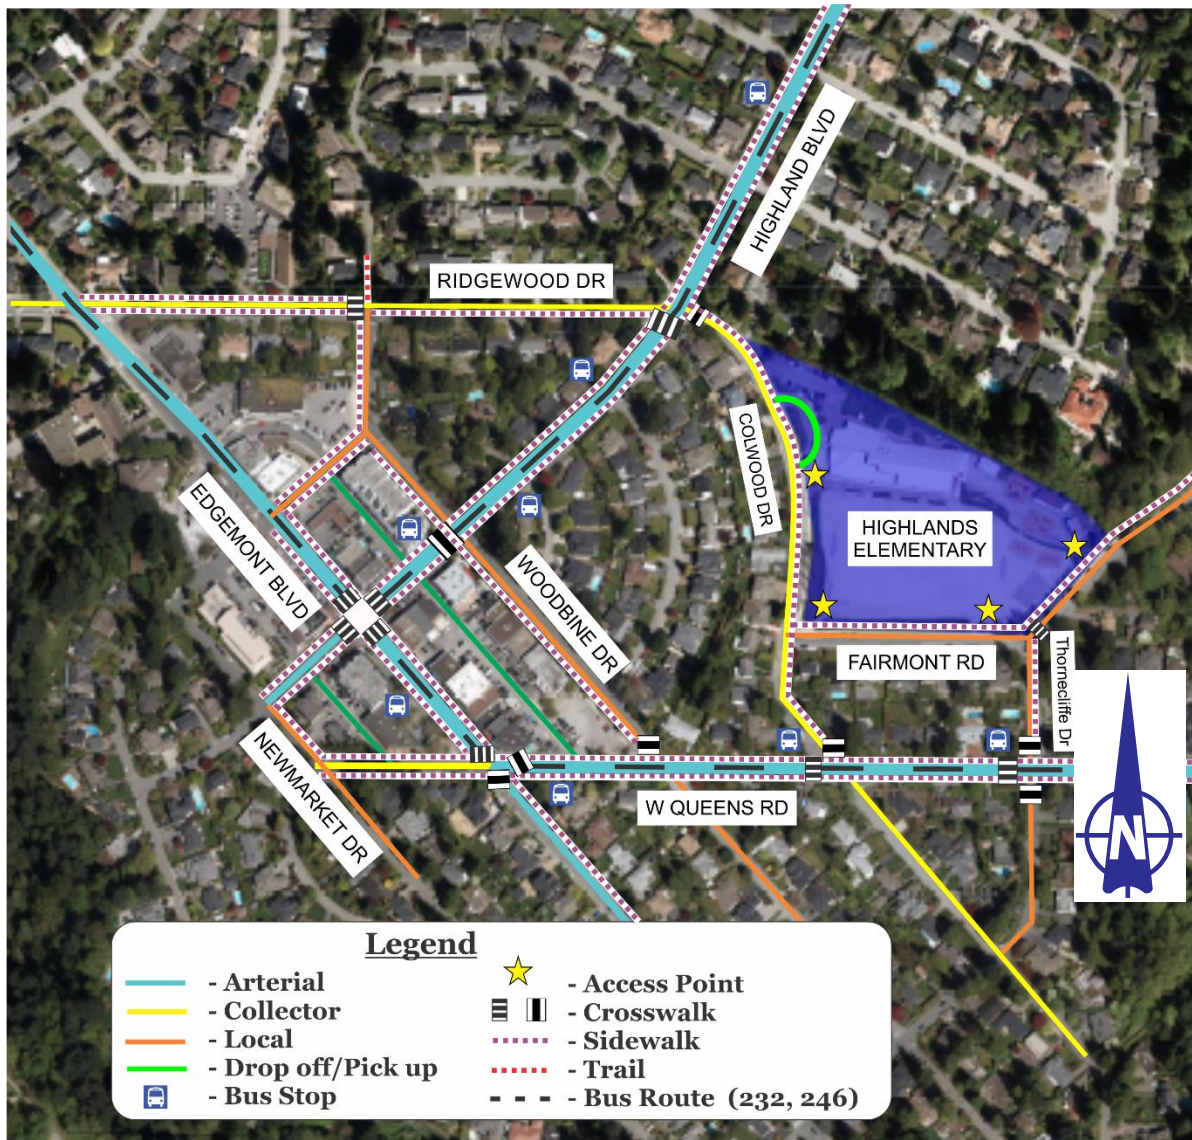 HIGHLAND BLVD
RIDGEWOOD DR
COLWOOD DR
EDGEMONT BLVD
HIGHLANDS
ELEMENTARY
WOODBINE DR
FAIRMONT RD
Thornecliffe Dr
NEWMARKET DR
W QUEENS RD
N
Legend
- Arterial
- Collector
- Local
- Drop off/Pick up
- Bus Stop
- Access Point
- Crosswalk
- Sidewalk
- Trail
- Bus Route (232, 246)